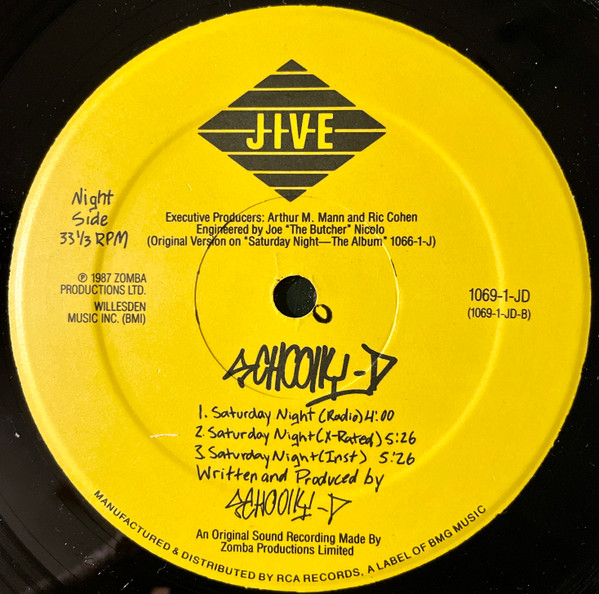 JIVE
Night
Side
33 1/3 RPM
Executive Producers: Arthur M. Mann and Ric Cohen
Engineered by Joe "The Butcher" Nicolo
(Original Version on "Saturday Night—The Album" 1066-1-J)
℗ 1987 ZOMBA
PRODUCTIONS LTD.
WILLESDEN
MUSIC INC. (BMI)
1069-1-JD
(1069-1-JD-B)
SCHOOLLY-D
1. Saturday Night (Radio) 4:00
2. Saturday Night (X-Rated) 5:26
3. Saturday Night (Inst) 5:26
Written and Produced by
SCHOOLLY-D
An Original Sound Recording Made By
Zomba Productions Limited
MANUFACTURED & DISTRIBUTED BY RCA RECORDS, A LABEL OF BMG MUSIC